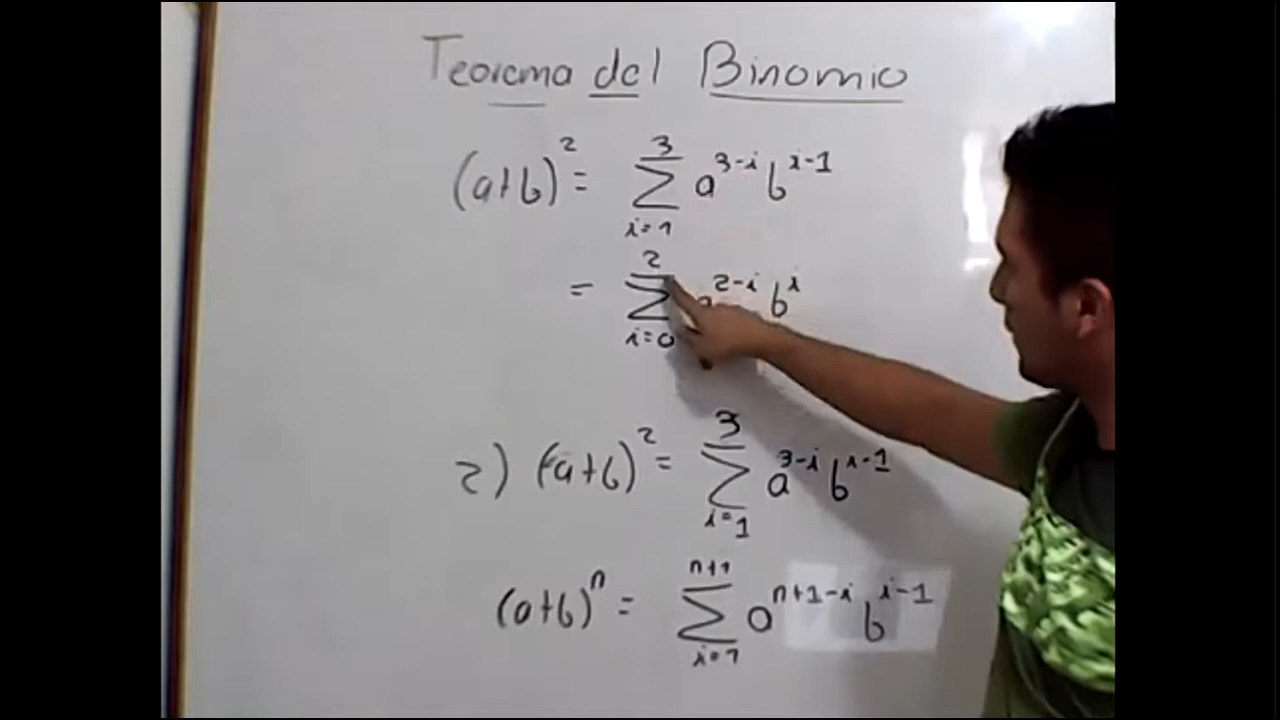 Teorema del Binomio
(a+b)² = ∑_{i=1}^{3} a^{3-i} b^{i-1}
= ∑_{i=0}^{2} a^{2-i} b^{i}
2) (a+b)² = ∑_{i=1}^{3} a^{3-i} b^{i-1}
(a+b)^{n} = ∑_{i=1}^{n+1} a^{n+1-i} b^{i-1}